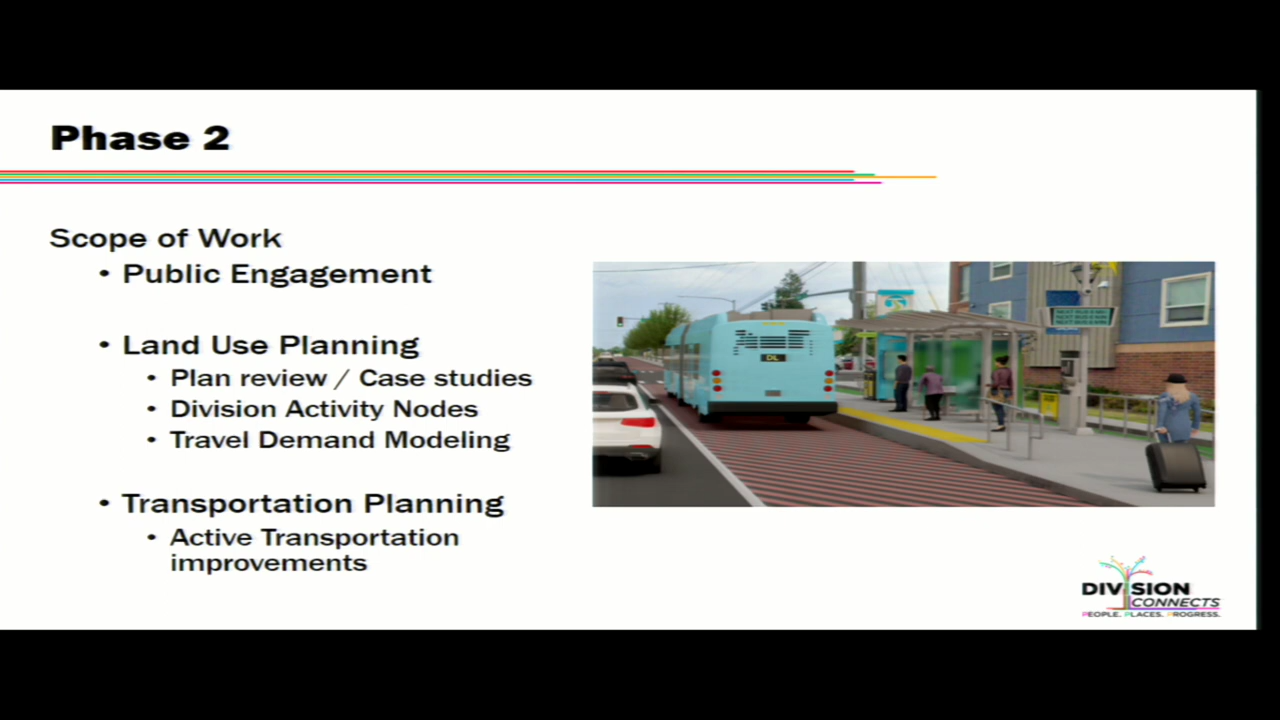 Phase 2
Scope of Work
• Public Engagement
• Land Use Planning
• Plan review / Case studies
• Division Activity Nodes
• Travel Demand Modeling
• Transportation Planning
• Active Transportation
improvements
DL
DIVISION
CONNECTS
PEOPLE. PLACES. PROGRESS.